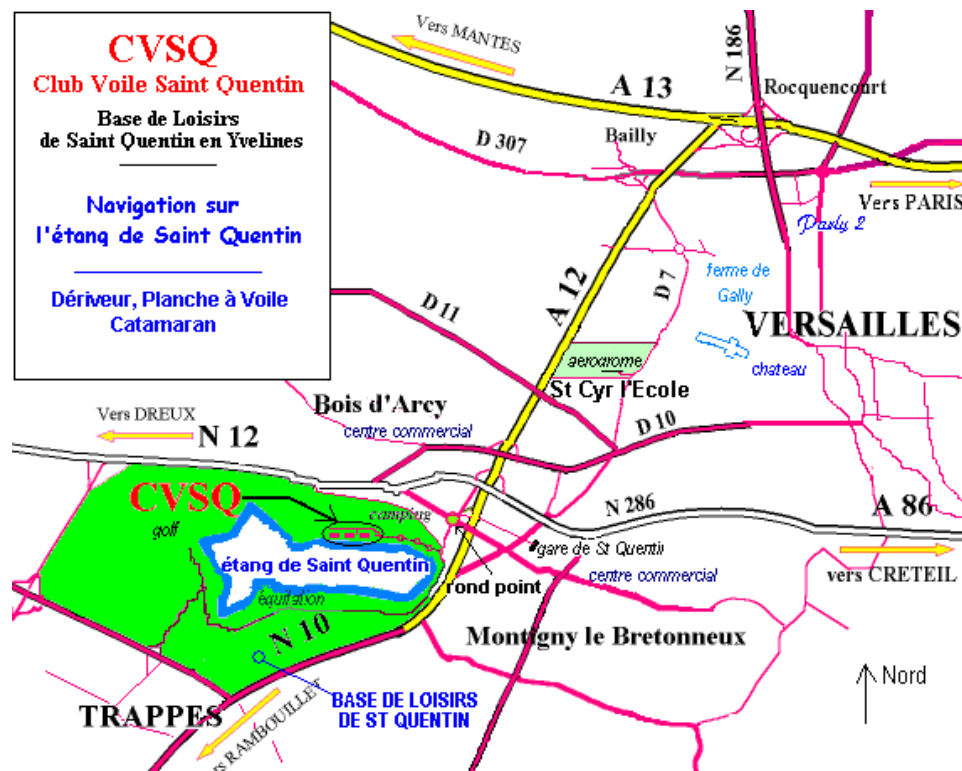 CVSQ
Club Voile Saint Quentin
Base de Loisirs
de Saint Quentin en Yvelines
Navigation sur
l'étang de Saint Quentin
Dériveur, Planche à Voile
Catamaran
Vers MANTES
A 13
N 186
Rocquencourt
Bailly
D 307
Vers PARIS
Parly 2
A 12
D 7
ferme de
Gally
D 11
VERSAILLES
aerodrome
chateau
St Cyr l'Ecole
Bois d'Arcy
Vers DREUX
N 12
centre commercial
D 10
CVSQ
camping
golf
N 286
A 86
gare de St Quentin
étang de Saint Quentin
rond point
centre commercial
vers CRETEIL
équitation
N 10
Montigny le Bretonneux
Nord
BASE DE LOISIRS
DE ST QUENTIN
TRAPPES
rs RAMBOUILLET